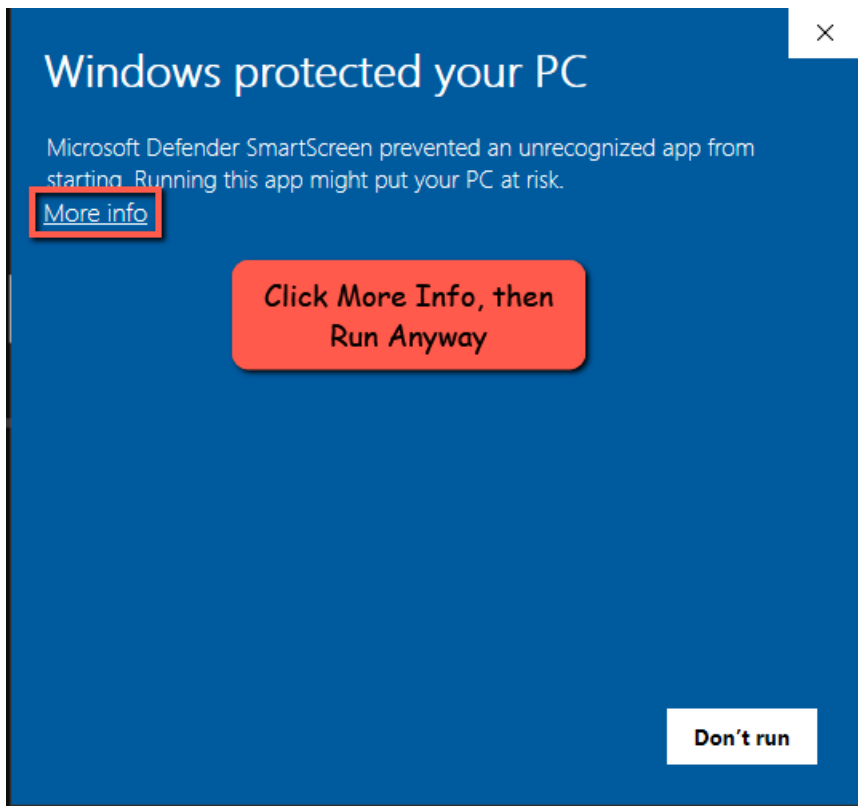 Windows protected your PC
Microsoft Defender SmartScreen prevented an unrecognized app from
starting. Running this app might put your PC at risk.
More info
Click More Info, then
Run Anyway
Don't run